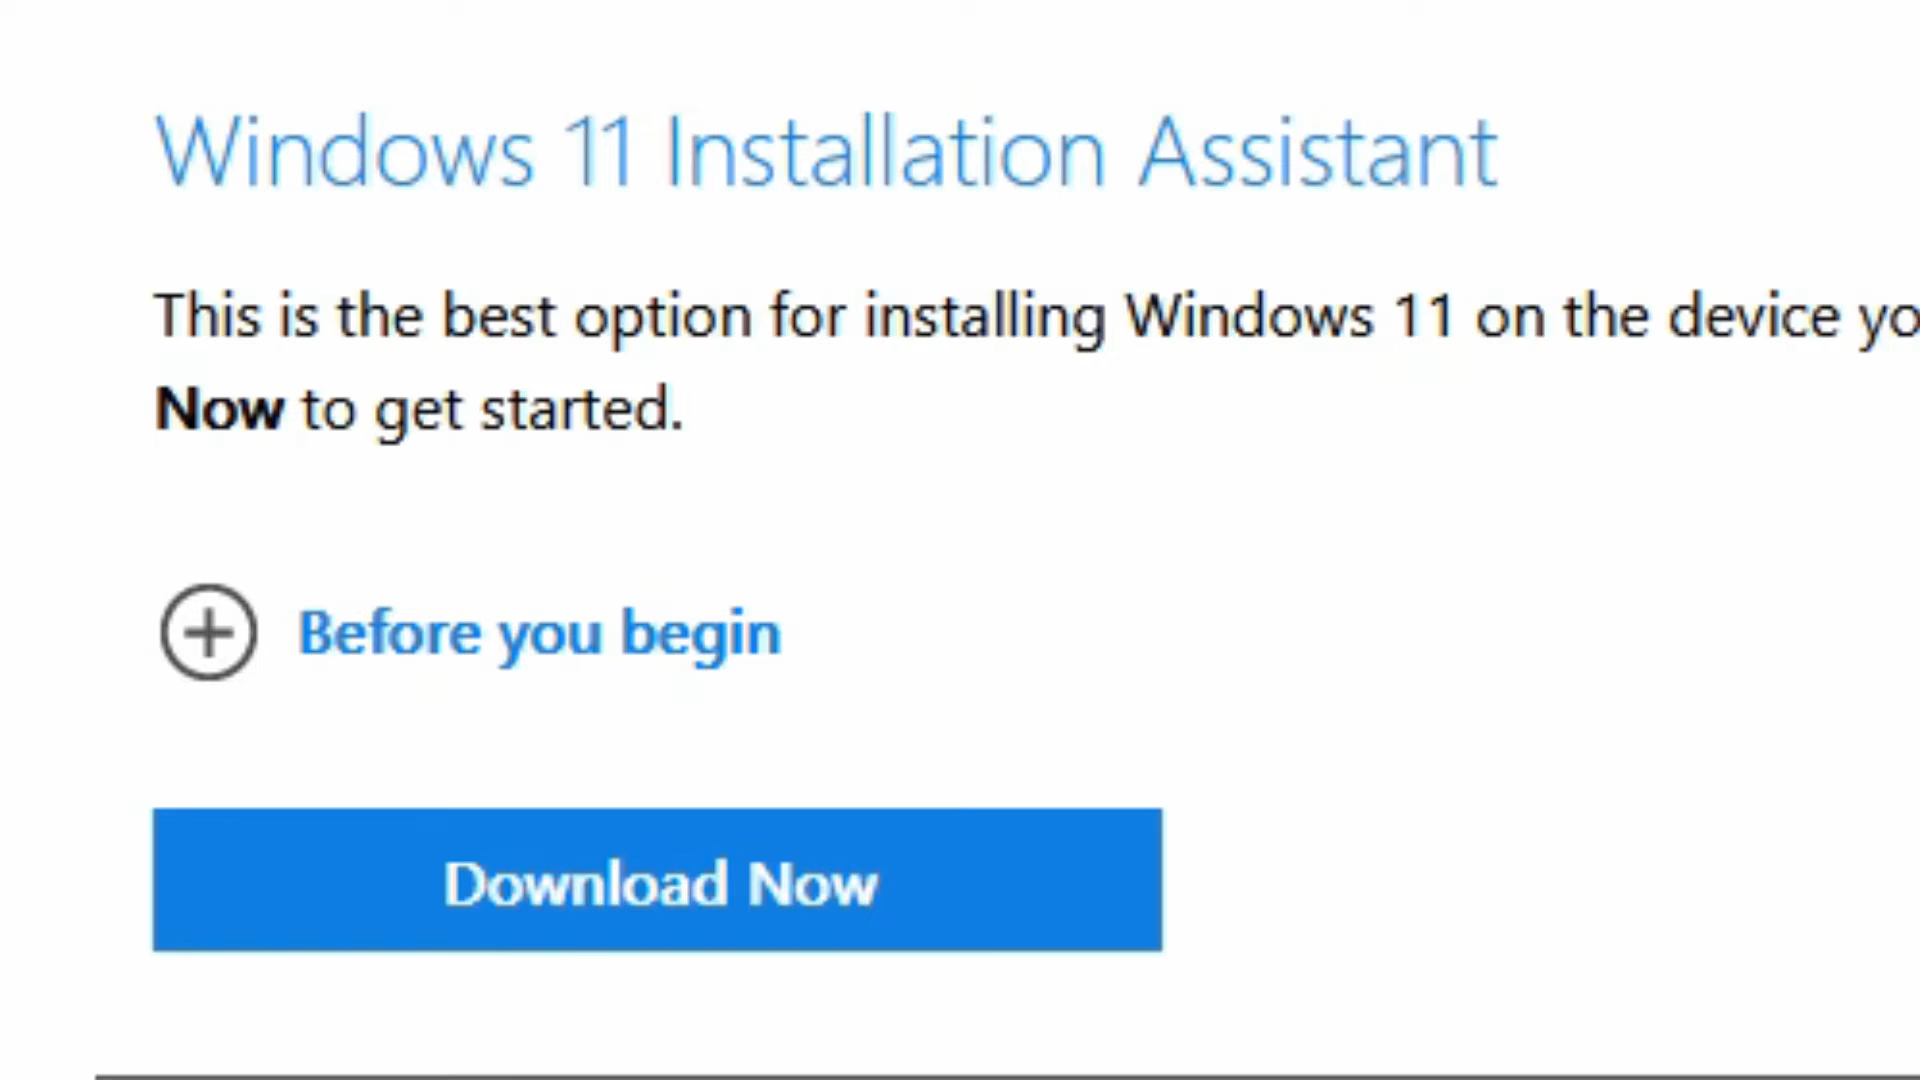 Windows 11 Installation Assistant
This is the best option for installing Windows 11 on the device
Now to get started.
Before you begin
Download Now